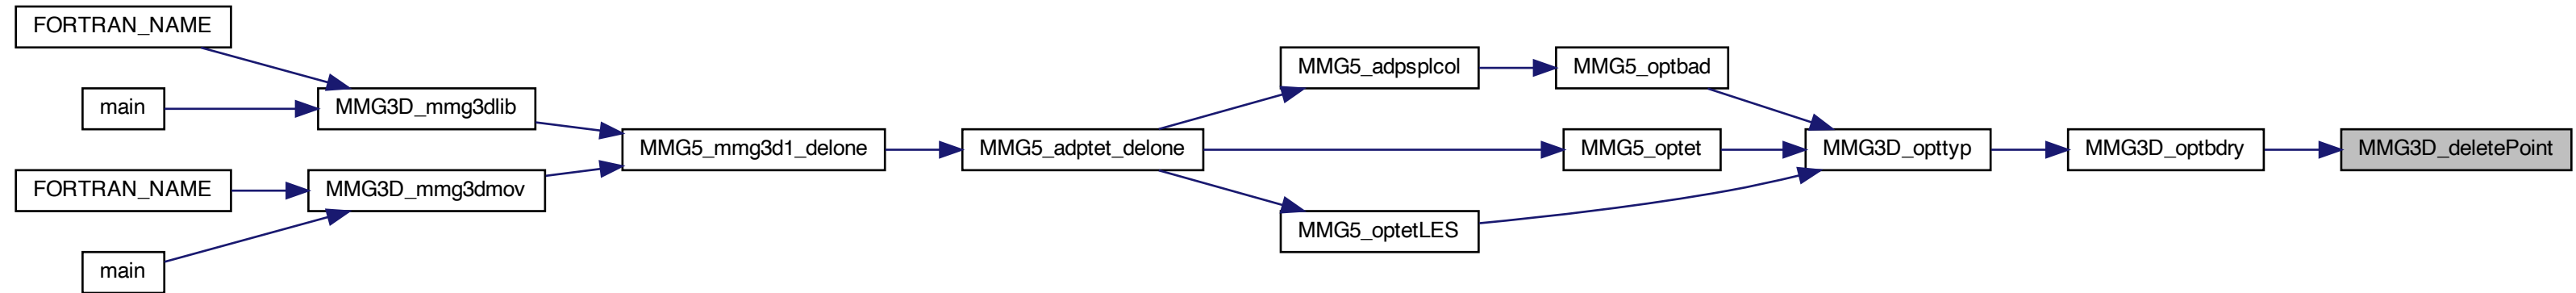 FORTRAN_NAME
main
MMG3D_mmg3dlib
FORTRAN_NAME
MMG3D_mmg3dmov
main
MMG5_mmg3d1_delone
MMG5_adptet_delone
MMG5_adpsplcol
MMG5_optbad
MMG5_optet
MMG5_optetLES
MMG3D_opttyp
MMG3D_optbdry
MMG3D_deletePoint